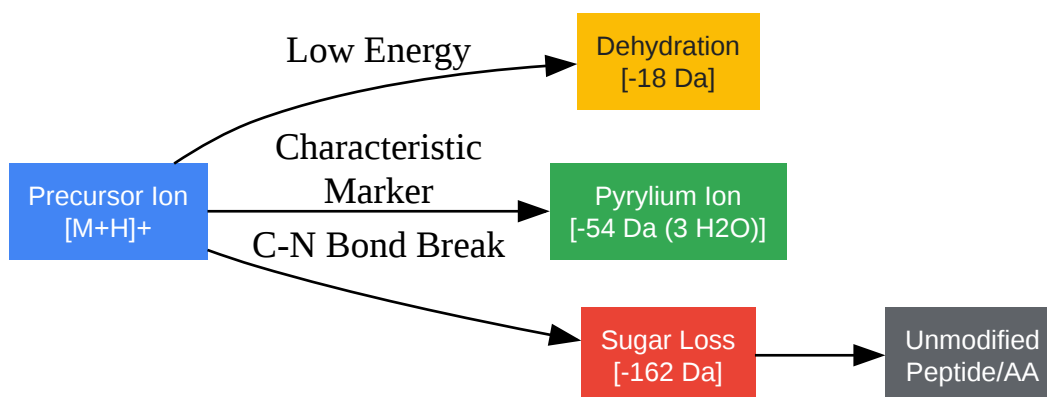 Low Energy
Dehydration
[-18 Da]
Characteristic
Marker
Precursor Ion
[M+H]+
Pyrylium Ion
[-54 Da (3 H2O)]
C-N Bond Break
Sugar Loss
[-162 Da]
Unmodified
Peptide/AA